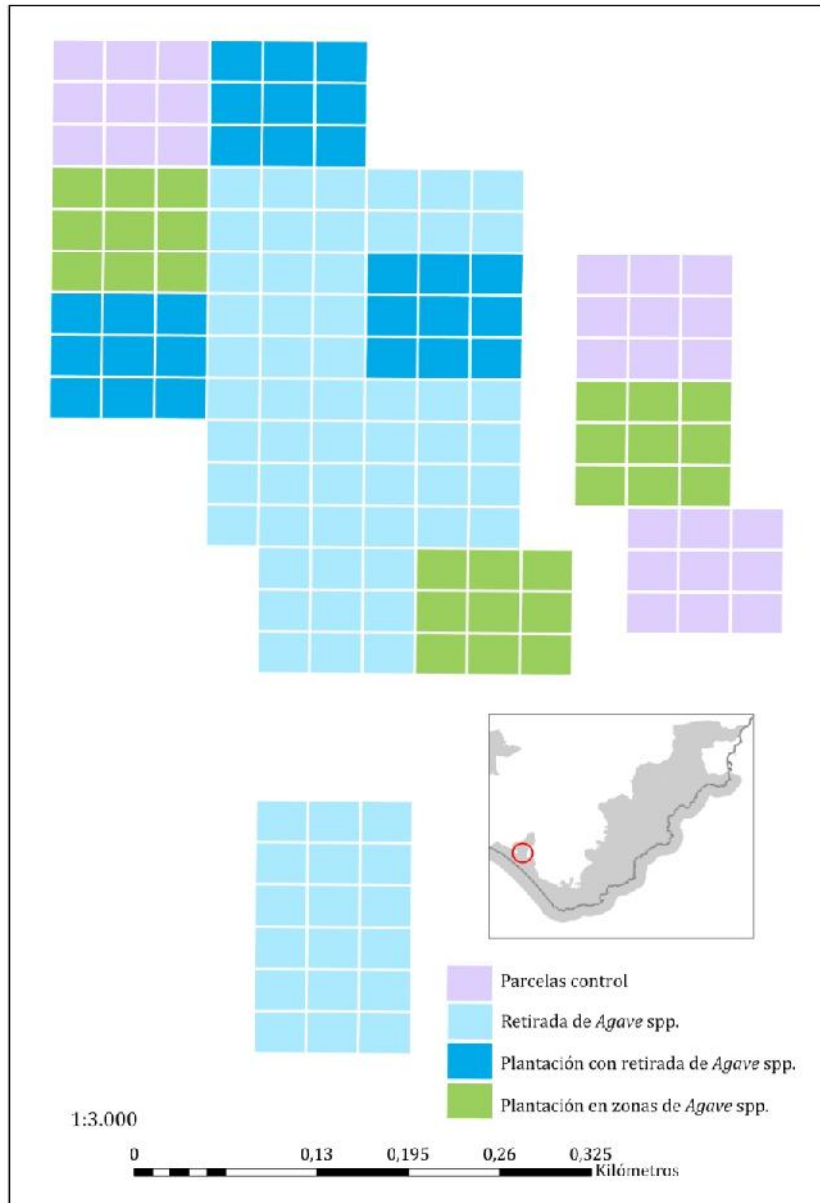 Parcelas control
Retirada de Agave spp.
Plantación con retirada de Agave spp.
Plantación en zonas de Agave spp.
1:3.000
0 0,13 0,195 0,26 0,325
Kilómetros